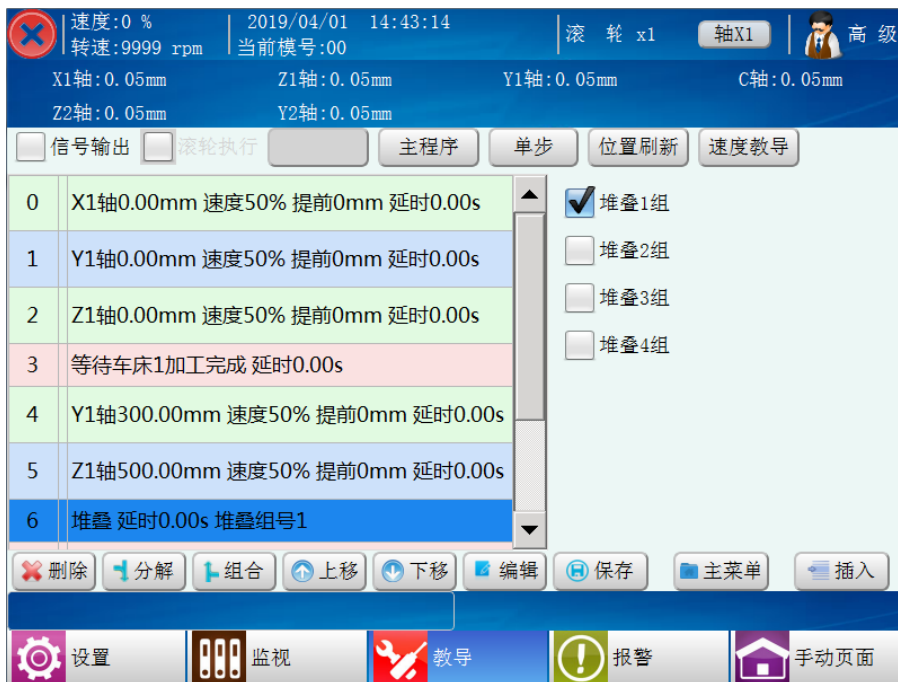 速度:0 % 2019/04/01 14:43:14 滚 轮 x1 轴X1 高 级
转速:9999 rpm 当前模号:00
X1轴:0.05mm Z1轴:0.05mm Y1轴:0.05mm C轴:0.05mm
Z2轴:0.05mm Y2轴:0.05mm
信号输出 滚轮执行 主程序 单步 位置刷新 速度教导
0 X1轴0.00mm 速度50% 提前0mm 延时0.00s
1 Y1轴0.00mm 速度50% 提前0mm 延时0.00s
2 Z1轴0.00mm 速度50% 提前0mm 延时0.00s
3 等待车床1加工完成 延时0.00s
4 Y1轴300.00mm 速度50% 提前0mm 延时0.00s
5 Z1轴500.00mm 速度50% 提前0mm 延时0.00s
6 堆叠 延时0.00s 堆叠组号1
堆叠1组
堆叠2组
堆叠3组
堆叠4组
删除 分解 组合 上移 下移 编辑 保存 主菜单 插入
设置 监视 教导 报警 手动页面